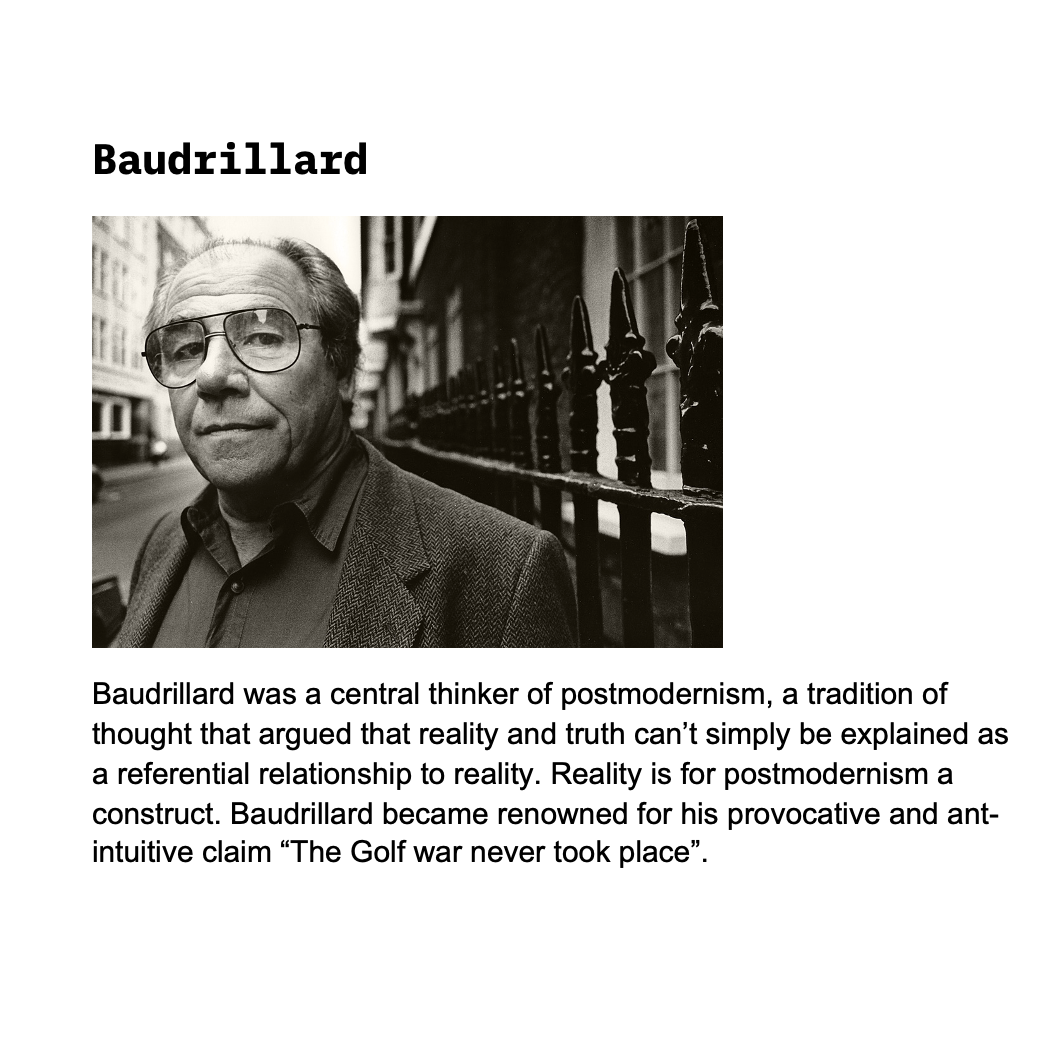 Baudrillard
Baudrillard was a central thinker of postmodernism, a tradition of
thought that argued that reality and truth can’t simply be explained as
a referential relationship to reality. Reality is for postmodernism a
construct. Baudrillard became renowned for his provocative and ant-
intuitive claim “The Golf war never took place”.